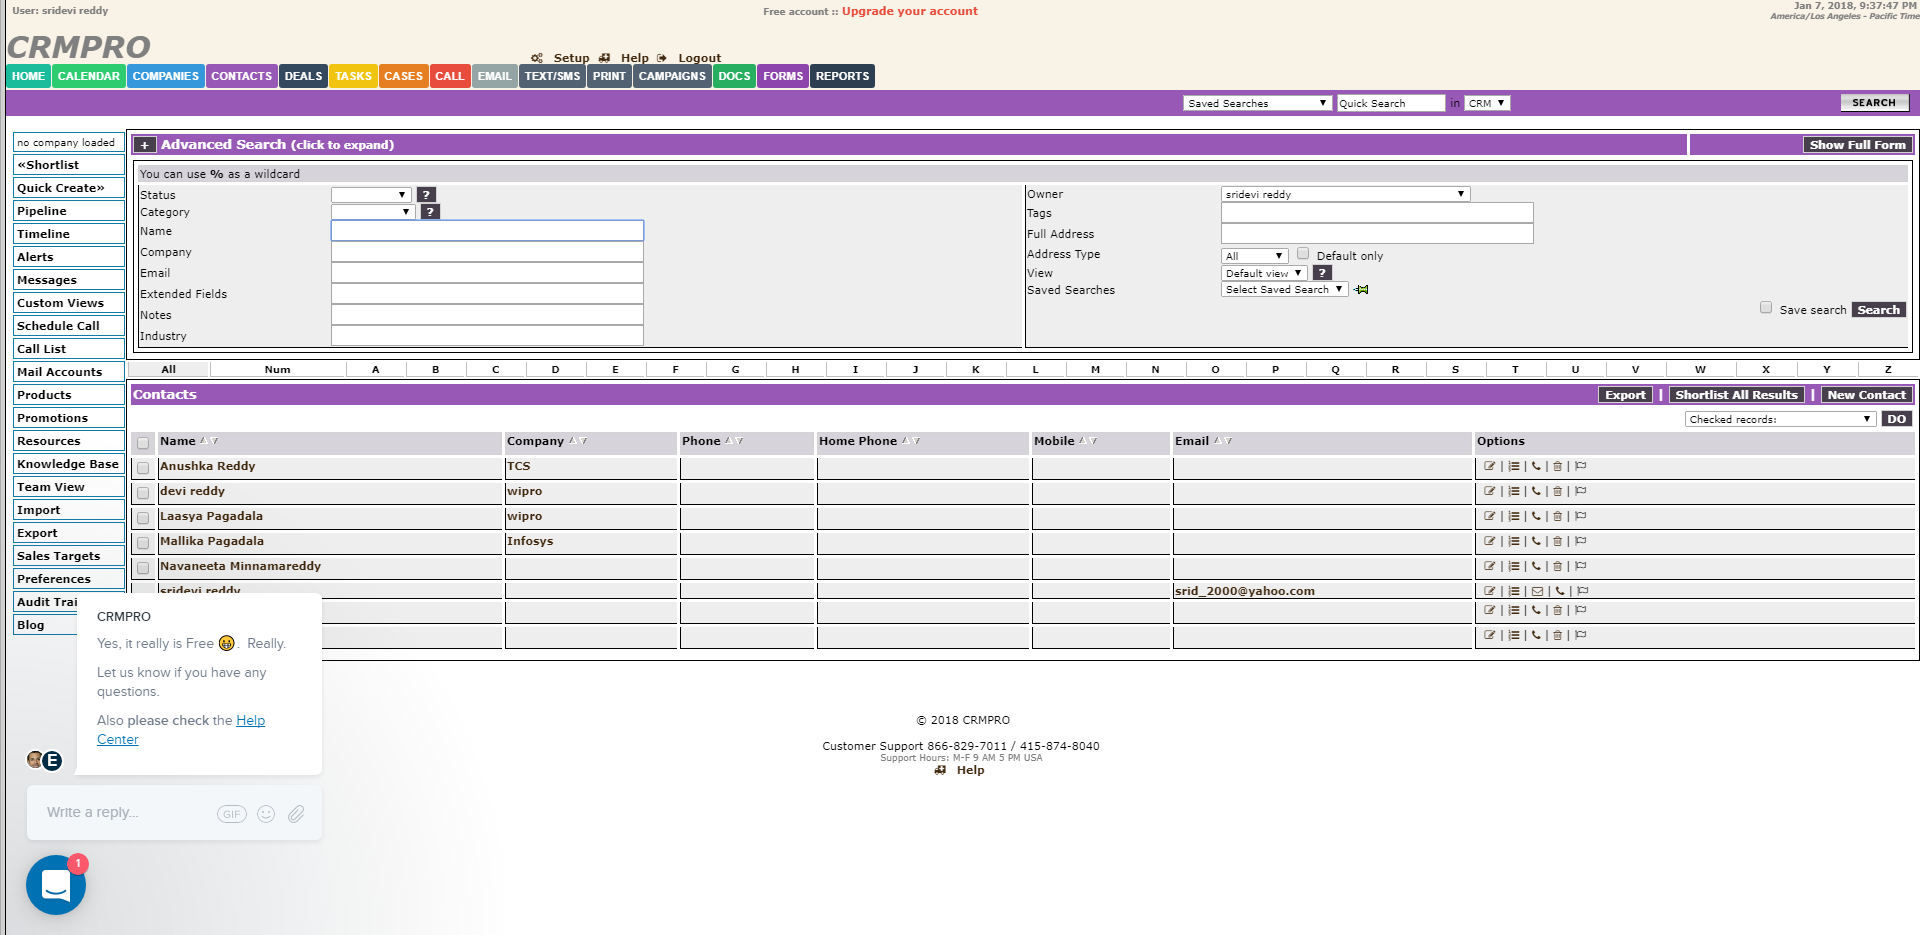 User: sridevi reddy
Free account :: Upgrade your account
Jan 7, 2018, 9:37:47 PM
America/Los Angeles - Pacific Time
CRMPRO
Setup Help Logout
HOME CALENDAR COMPANIES CONTACTS DEALS TASKS CASES CALL EMAIL TEXT/SMS PRINT CAMPAIGNS DOCS FORMS REPORTS
Saved Searches Quick Search in CRM SEARCH
no company loaded
«Shortlist
Quick Create»
Pipeline
Timeline
Alerts
Messages
Custom Views
Schedule Call
Call List
Mail Accounts
Products
Promotions
Resources
Knowledge Base
Team View
Import
Export
Sales Targets
Preferences
Audit Trai
Blog
+ Advanced Search (click to expand) Show Full Form
You can use % as a wildcard
Status ?
Category ?
Name
Company
Email
Extended Fields
Notes
Industry
Owner sridevi reddy
Tags
Full Address
Address Type All Default only
View Default view ?
Saved Searches Select Saved Search
Save search Search
All Num A B C D E F G H I J K L M N O P Q R S T U V W X Y Z
Contacts Export | Shortlist All Results | New Contact
Checked records: DO
Name Company Phone Home Phone Mobile Email Options
Anushka Reddy TCS
devi reddy wipro
Laasya Pagadala wipro
Mallika Pagadala Infosys
Navaneeta Minnamareddy
sridevi reddy srid_2000@yahoo.com
CRMPRO
Yes, it really is Free 😁. Really.
Let us know if you have any
questions.
Also please check the Help
Center
E
Write a reply...
GIF
1
© 2018 CRMPRO
Customer Support 866-829-7011 / 415-874-8040
Support Hours: M-F 9 AM 5 PM USA
Help